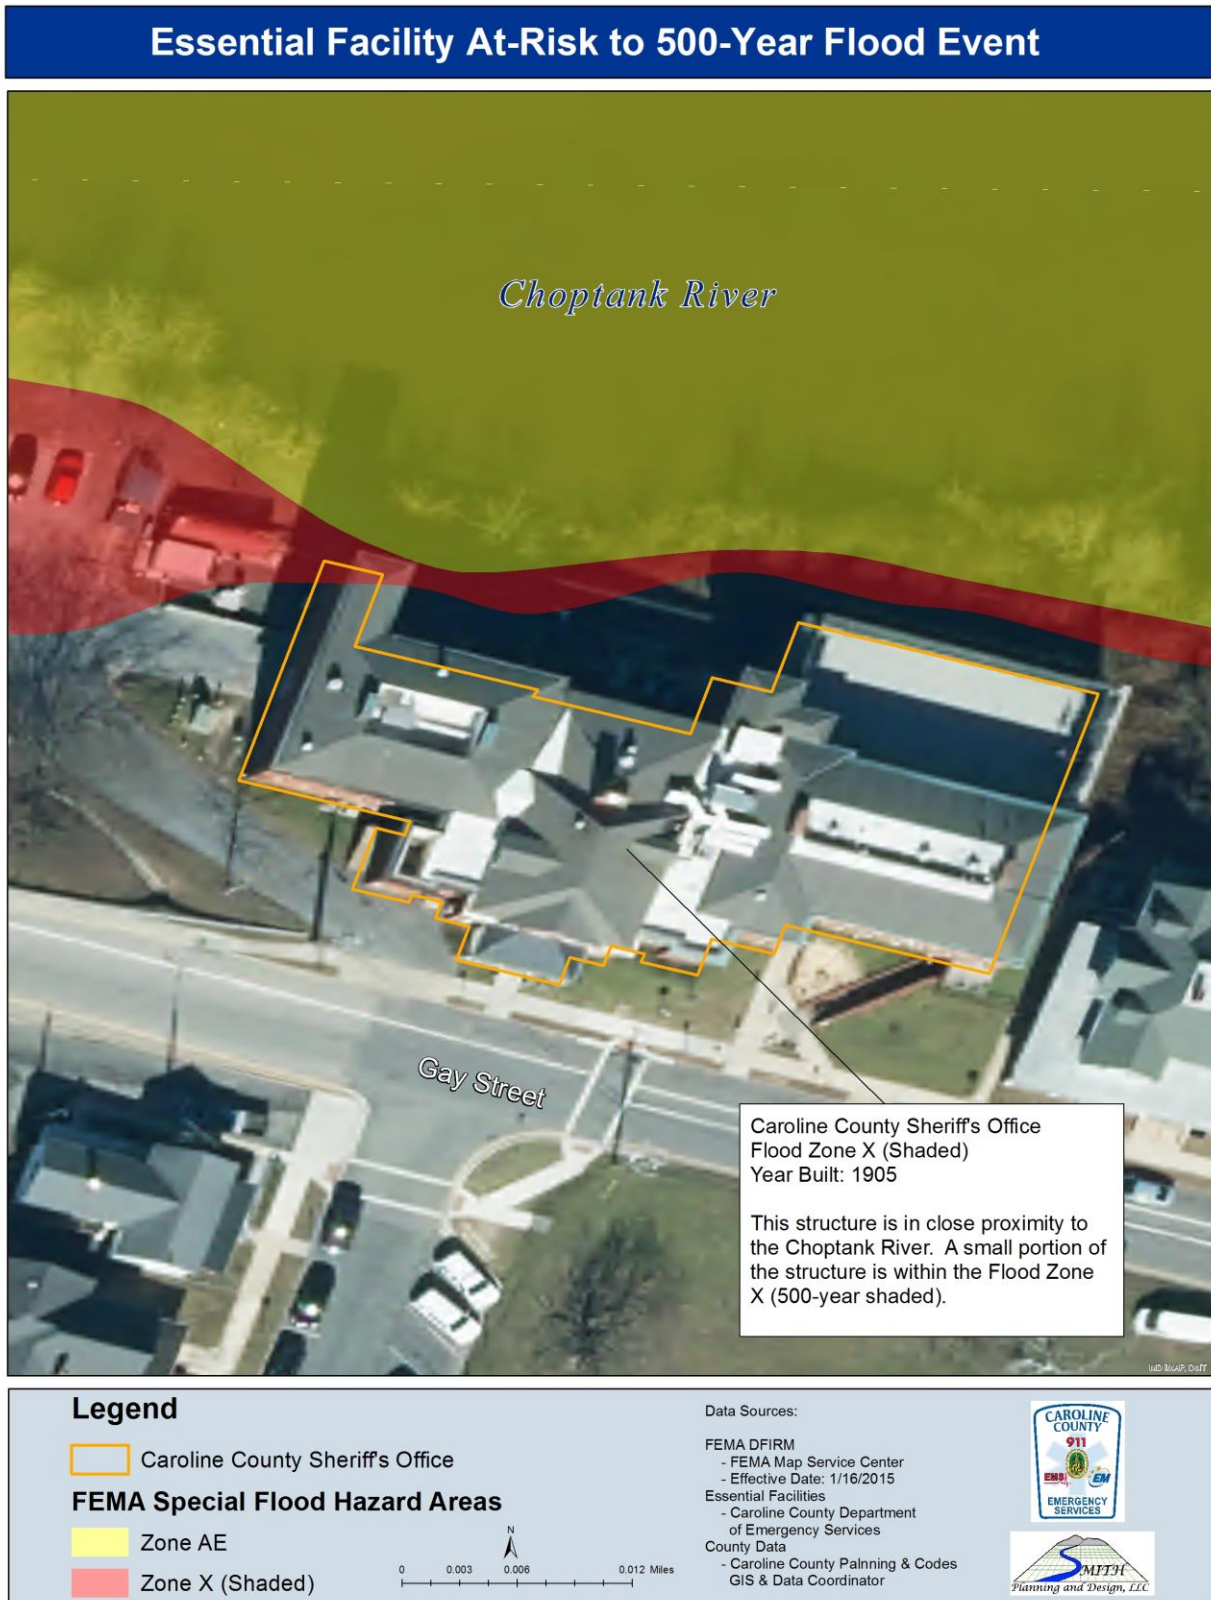 Essential Facility At-Risk to 500-Year Flood Event
Choptank River
Gay Street
Caroline County Sheriff's Office
Flood Zone X (Shaded)
Year Built: 1905
This structure is in close proximity to
the Choptank River.  A small portion of
the structure is within the Flood Zone
X (500-year shaded).
MD iMAP, DoIT
Legend
Caroline County Sheriff's Office
FEMA Special Flood Hazard Areas
Zone AE
Zone X (Shaded)
N
0 0.003 0.006 0.012 Miles
Data Sources:
FEMA DFIRM
- FEMA Map Service Center
- Effective Date: 1/16/2015
Essential Facilities
- Caroline County Department
of Emergency Services
County Data
- Caroline County Palnning & Codes
GIS & Data Coordinator
CAROLINE
COUNTY
911
EMS EM
EMERGENCY
SERVICES
SMITH
Planning and Design, LLC